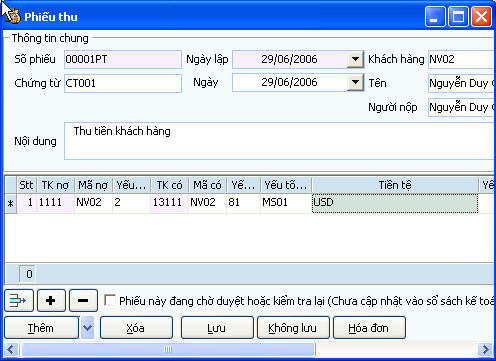 Phiếu thu
Thông tin chung
Số phiếu 00001PT Ngày lập 29/06/2006 Khách hàng NV02
Chứng từ CT001 Ngày 29/06/2006 Tên Nguyễn Duy
Người nộp Nguyễn Duy
Nội dung Thu tiền khách hàng
Stt TK nợ Mã nợ Yếu... TK có Mã có Yế... Yếu tố... Tiền tệ Yế
* 1 1111 NV02 2 13111 NV02 81 MS01 USD
0
Phiếu này đang chờ duyệt hoặc kiểm tra lại (Chưa cập nhật vào sổ sách kế toá
Thêm Xóa Lưu Không lưu Hóa đơn